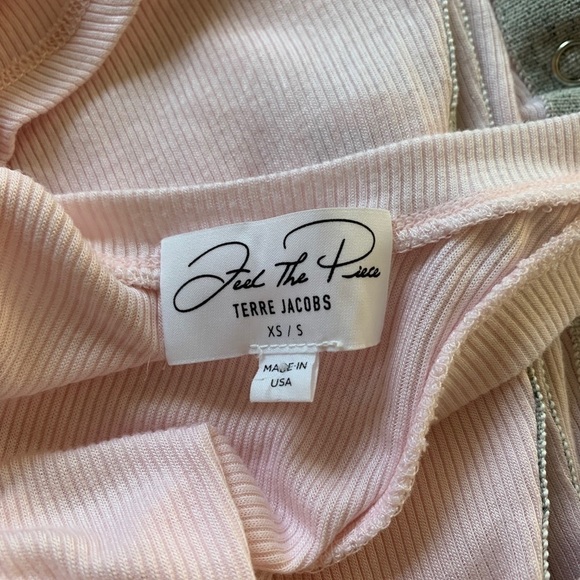 Feel The Piece
TERRE JACOBS
XS / S
MADE IN
USA